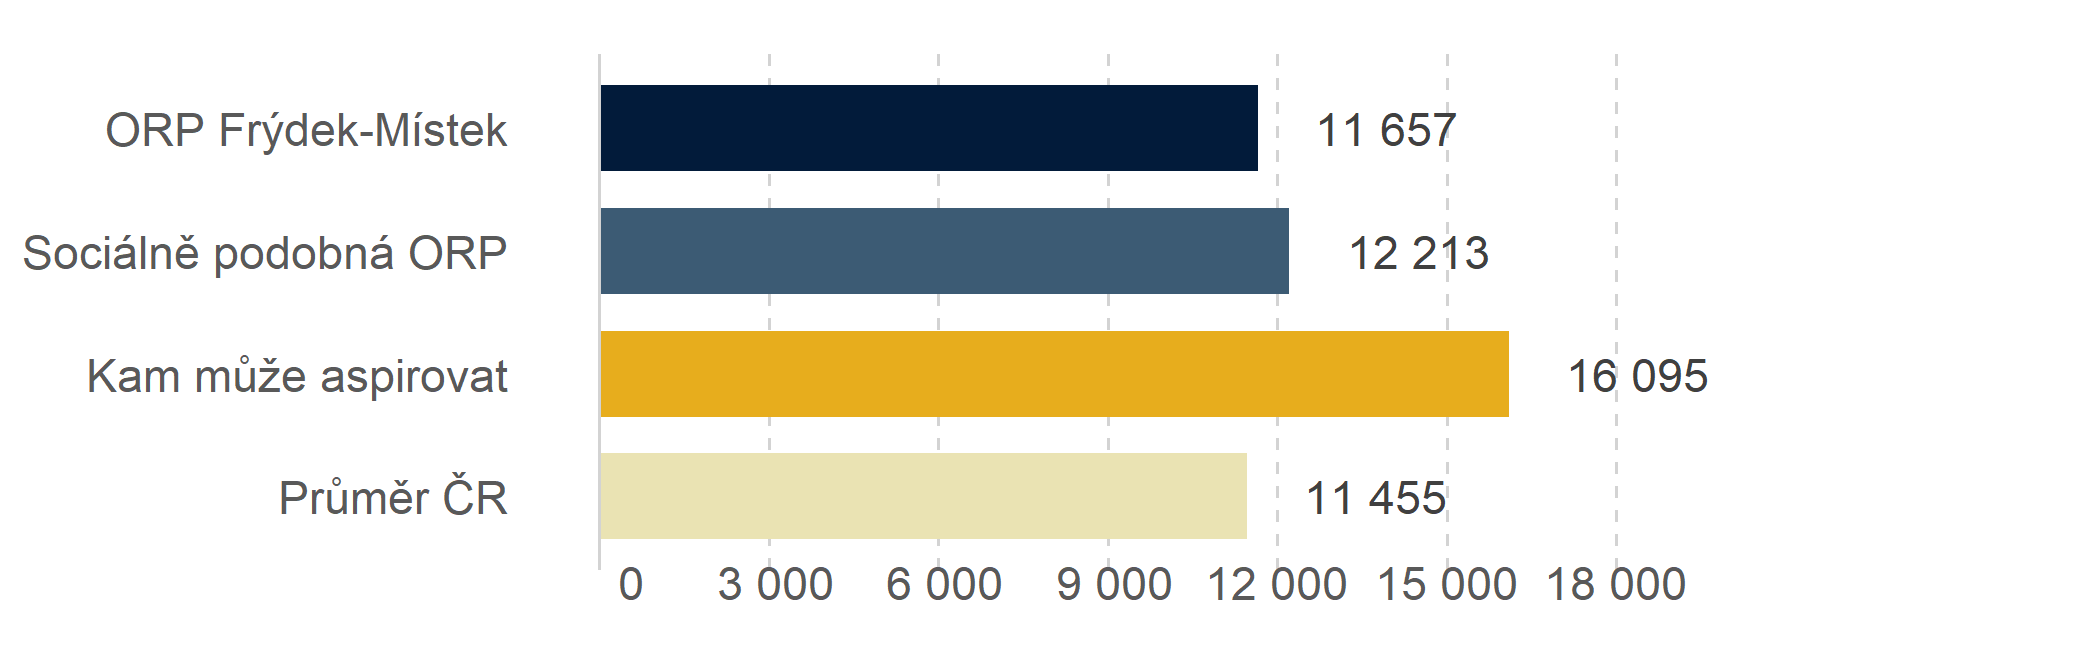 ORP Frýdek-Místek 11 657
Sociálně podobná ORP 12 213
Kam může aspirovat 16 095
Průměr ČR 11 455
0 3 000 6 000 9 000 12 000 15 000 18 000